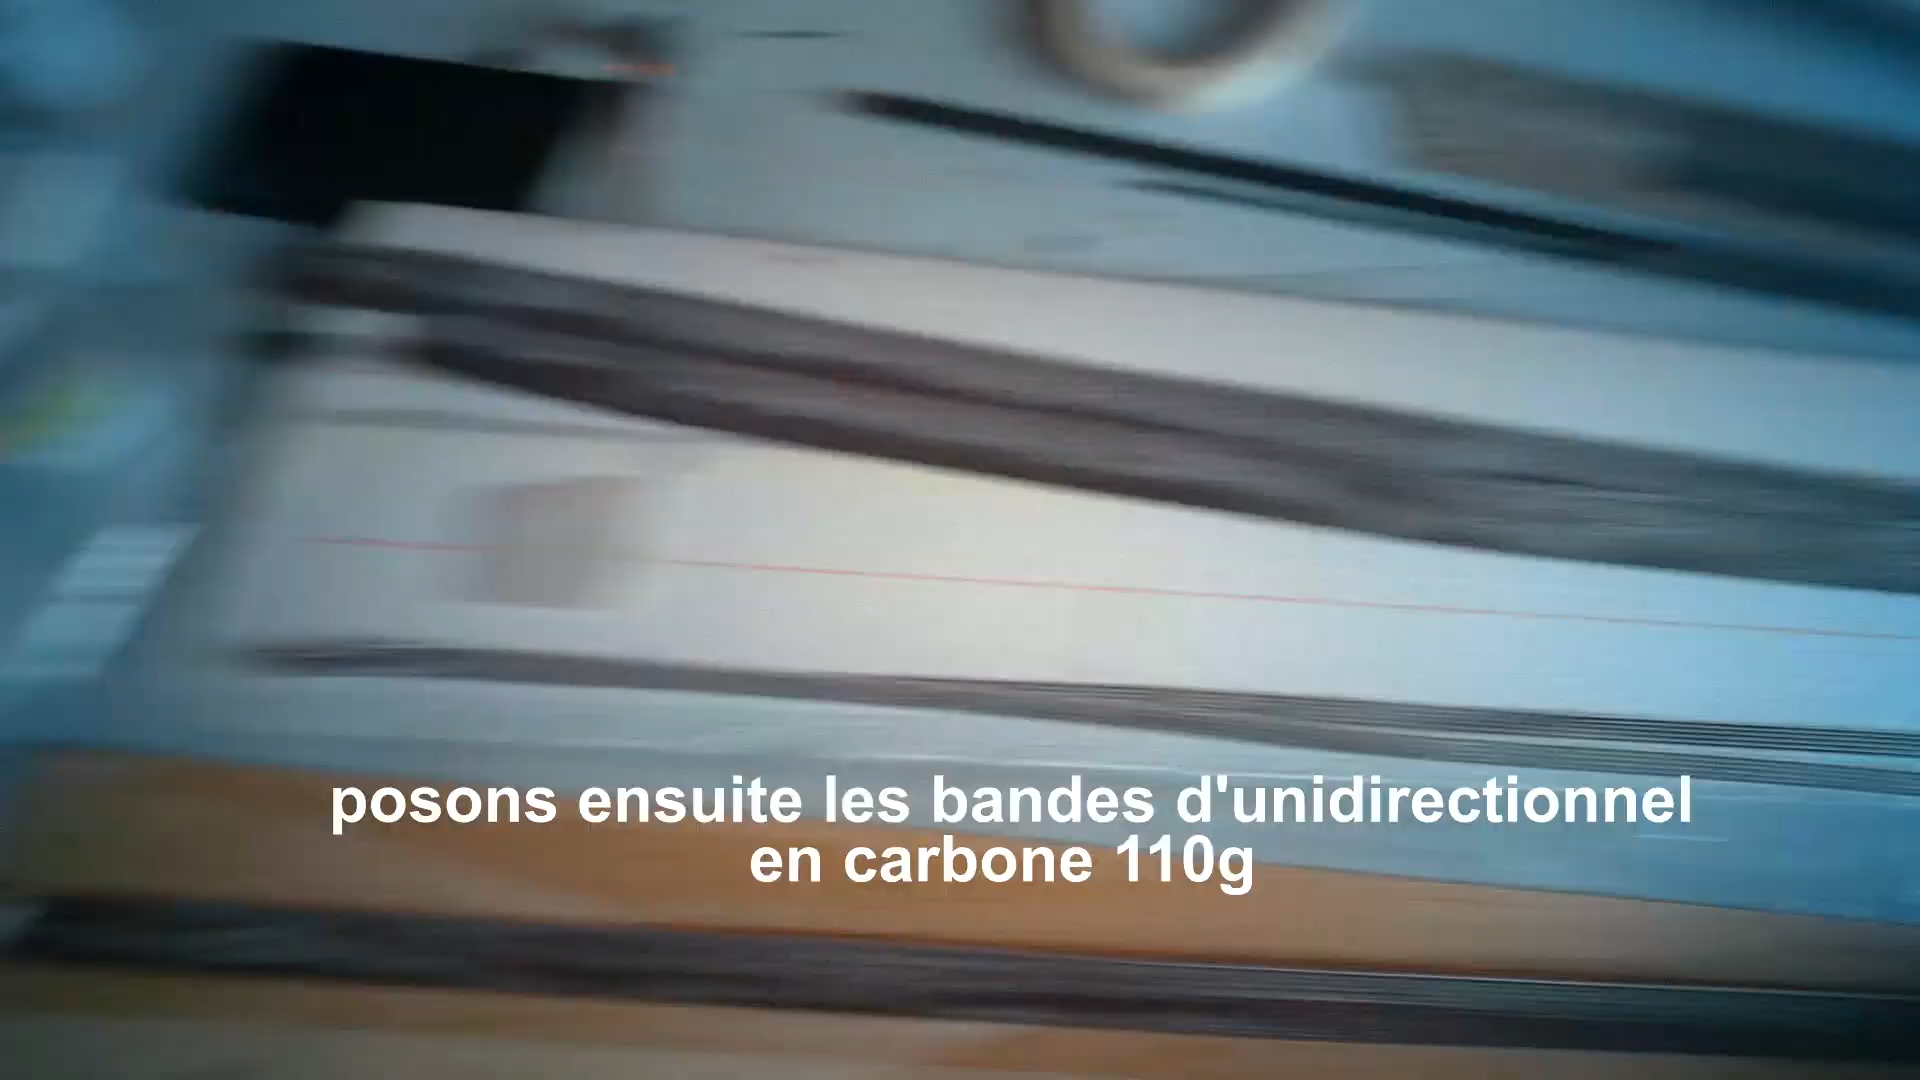 posons ensuite les bandes d'unidirectionnel
en carbone 110g